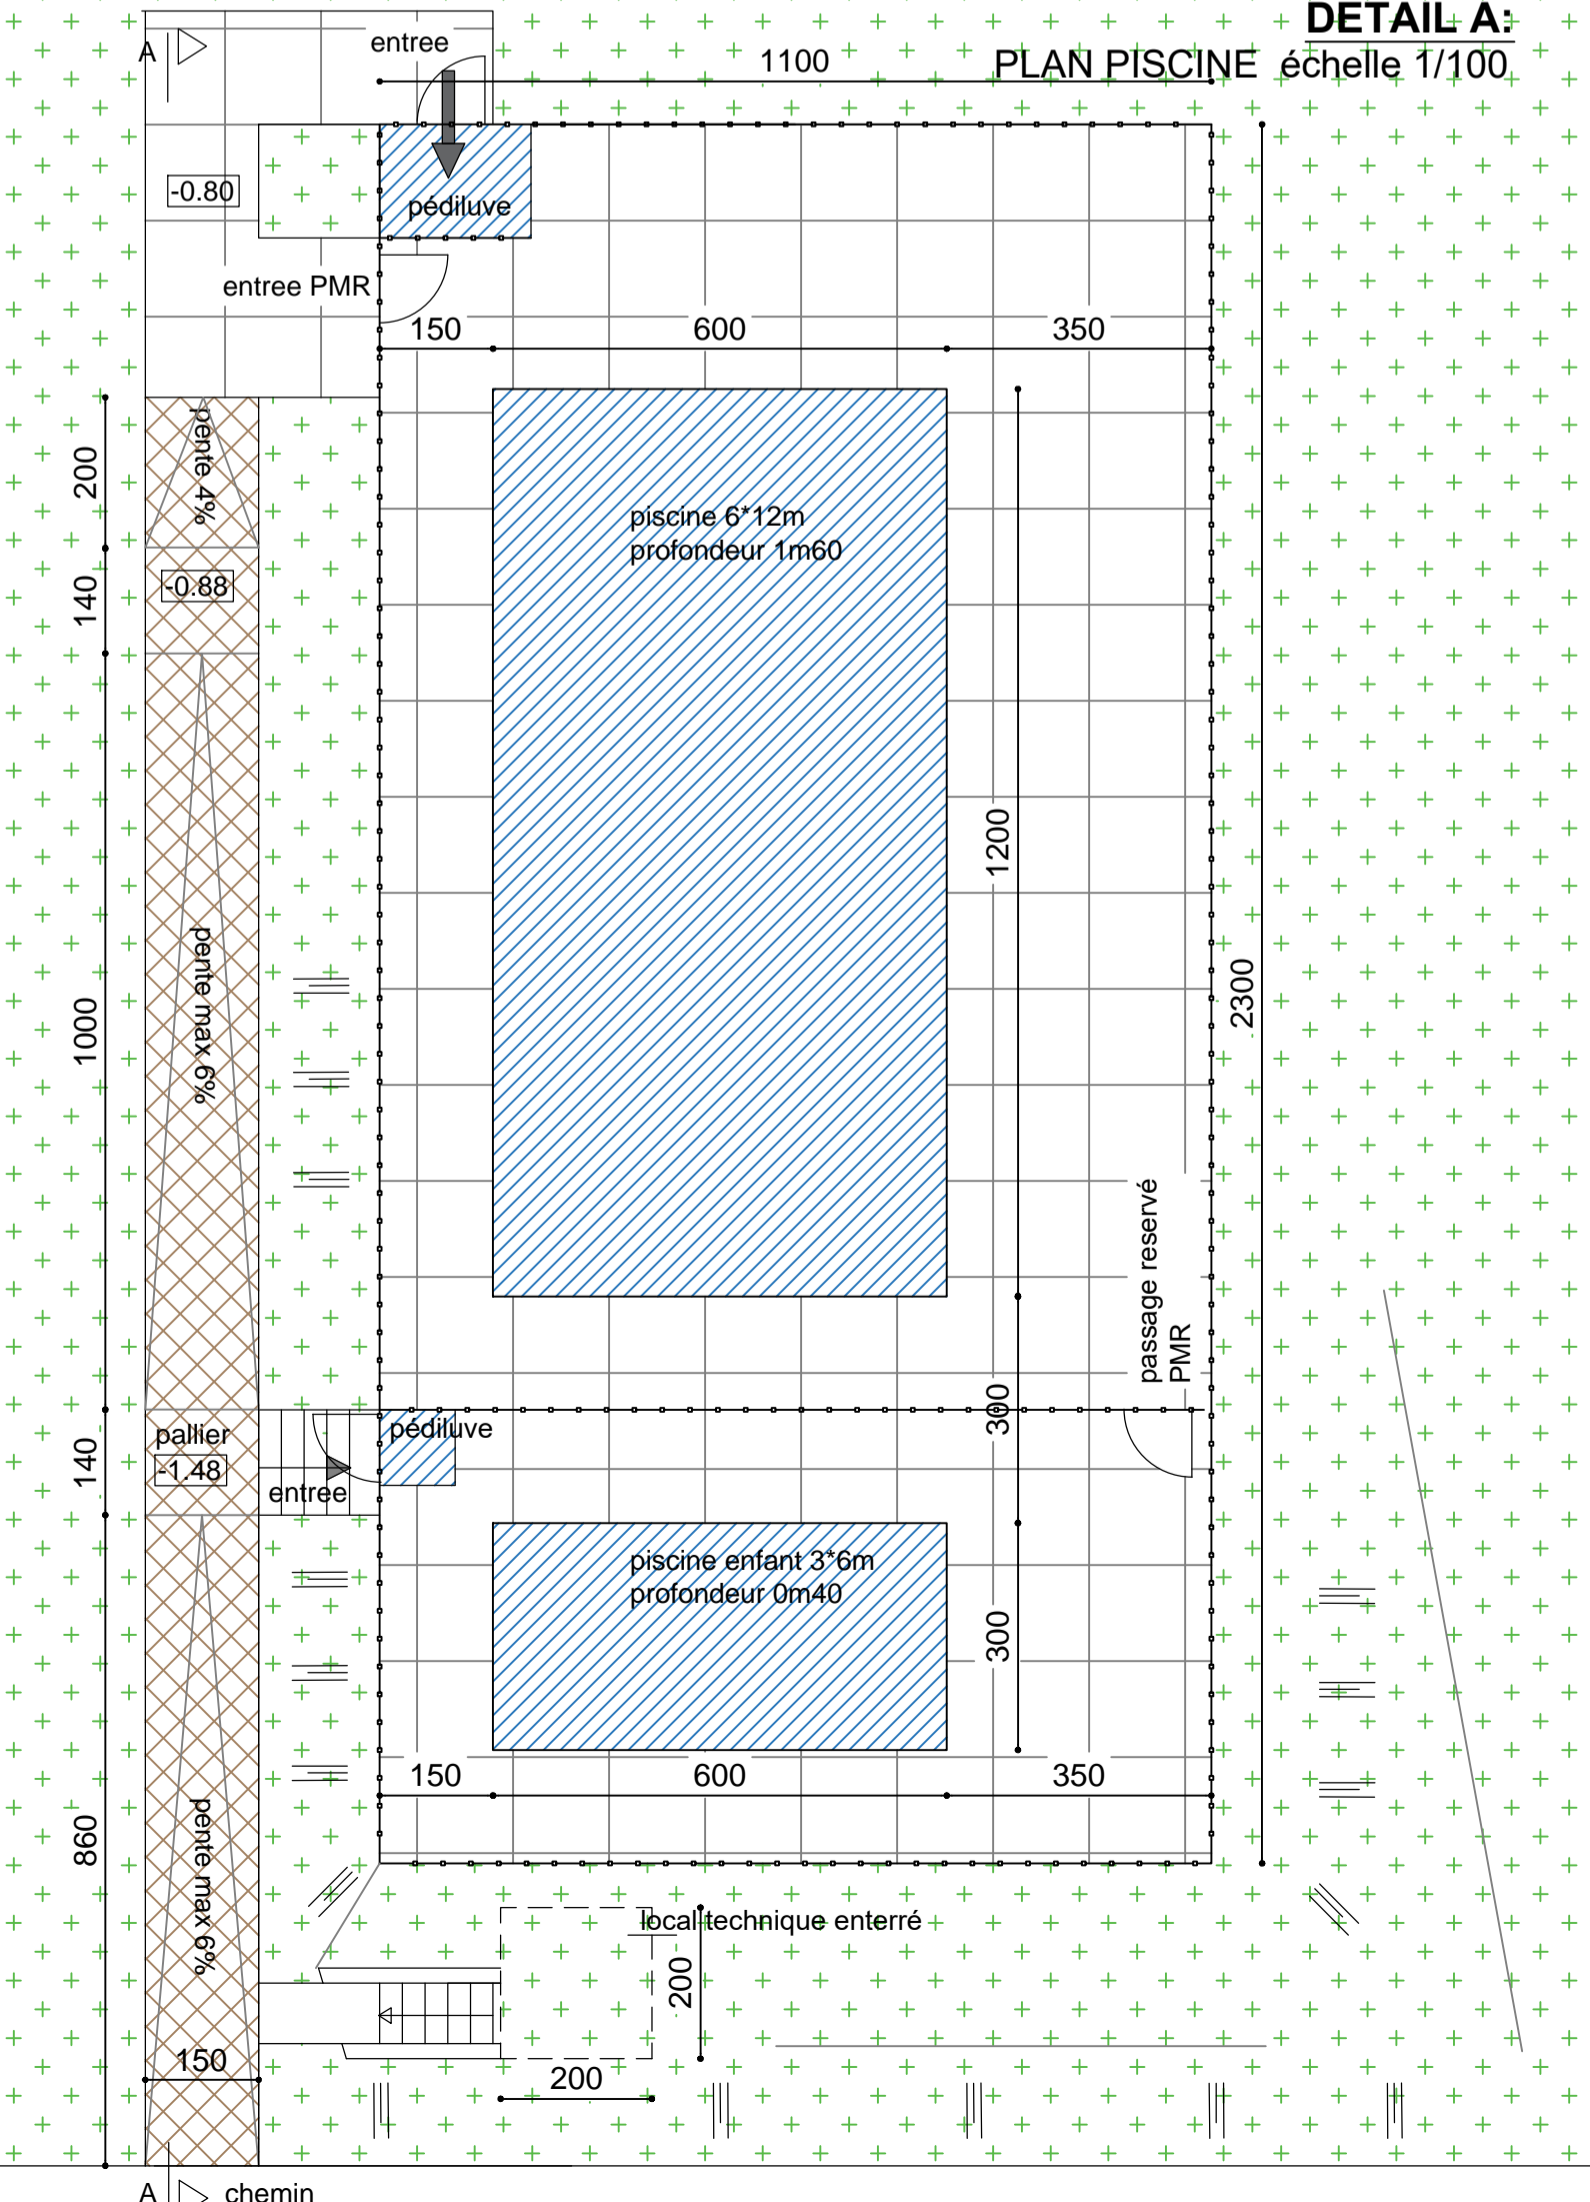 DETAIL A:
PLAN PISCINE échelle 1/100
A
entree
1100
-0.80
pédiluve
entree PMR
150
600
350
pente 4%
200
piscine 6*12m
profondeur 1m60
-0.88
140
1200
pente max 6%
1000
2300
passage reservé
PMR
300
pallier
-1.48
140
entree
pédiluve
piscine enfant 3*6m
profondeur 0m40
300
150
600
350
pente max 6%
860
local technique enterré
200
150
200
A
chemin